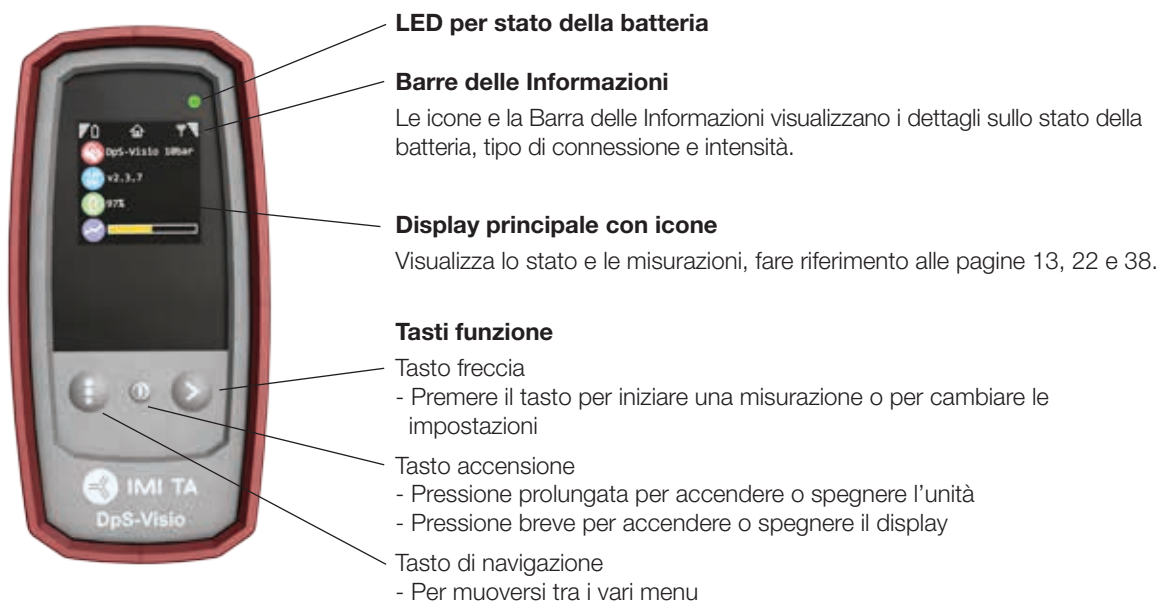 LED per stato della batteria
Barre delle Informazioni
Le icone e la Barra delle Informazioni visualizzano i dettagli sullo stato della
batteria, tipo di connessione e intensità.
DpS-Visio 10bar
v2.3.7
97%
Display principale con icone
Visualizza lo stato e le misurazioni, fare riferimento alle pagine 13, 22 e 38.
Tasti funzione
Tasto freccia
- Premere il tasto per iniziare una misurazione o per cambiare le
impostazioni
Tasto accensione
- Pressione prolungata per accendere o spegnere l’unità
- Pressione breve per accendere o spegnere il display
IMI TA
DpS-Visio
Tasto di navigazione
- Per muoversi tra i vari menu